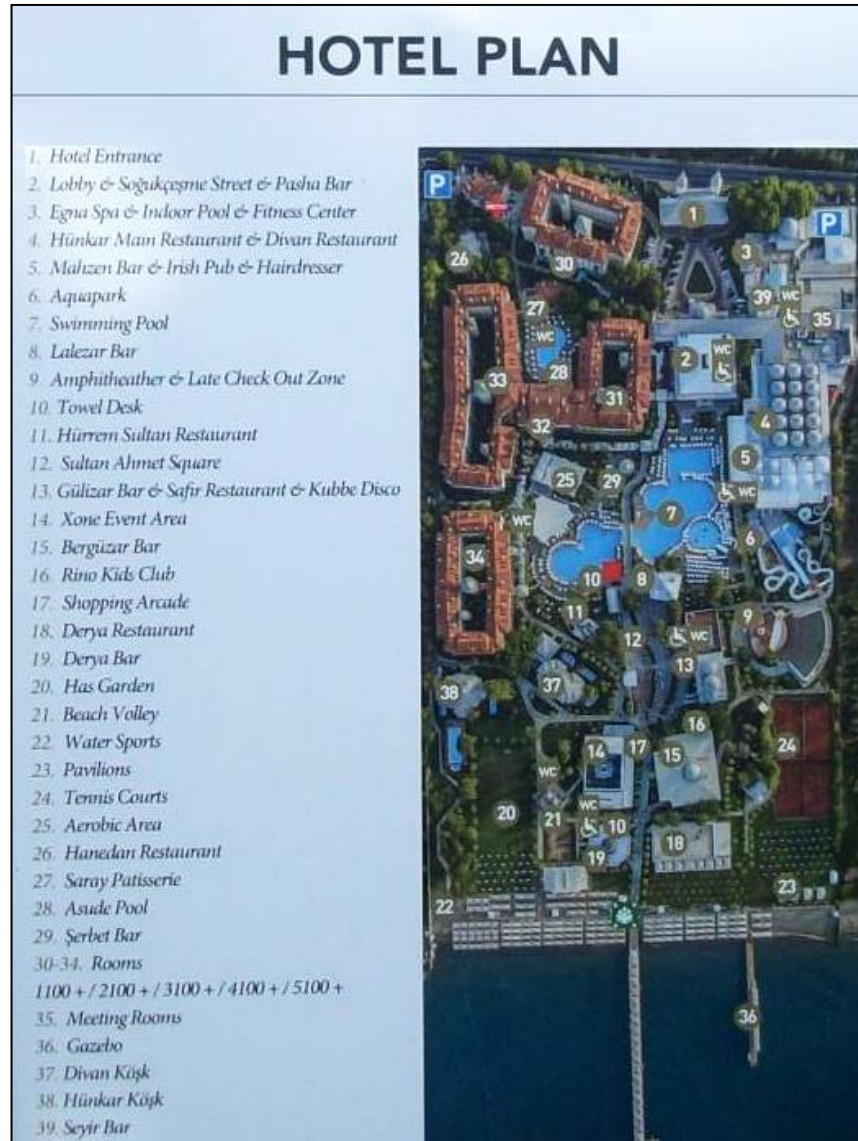 HOTEL PLAN
1. Hotel Entrance
2. Lobby & Soğukçeşme Street & Pasha Bar
3. Egna Spa & Indoor Pool & Fitness Center
4. Hünkar Main Restaurant & Divan Restaurant
5. Mahzen Bar & Irish Pub & Hairdresser
6. Aquapark
7. Swimming Pool
8. Lalezar Bar
9. Amphitheather & Late Check Out Zone
10. Towel Desk
11. Hürrem Sultan Restaurant
12. Sultan Ahmet Square
13. Gülizar Bar & Safir Restaurant & Kubbe Disco
14. Xone Event Area
15. Bergüzar Bar
16. Rino Kids Club
17. Shopping Arcade
18. Derya Restaurant
19. Derya Bar
20. Has Garden
21. Beach Volley
22. Water Sports
23. Pavilions
24. Tennis Courts
25. Aerobic Area
26. Hanedan Restaurant
27. Saray Patisserie
28. Asude Pool
29. Şerbet Bar
30-34. Rooms
1100 + / 2100 + / 3100 + / 4100 + / 5100 +
35. Meeting Rooms
36. Gazebo
37. Divan Köşk
38. Hünkar Köşk
39. Seyir Bar
P
1
P
26
30
3
27
39
WC
35
WC
2
WC
33
28
31
4
32
5
25
29
WC
7
WC
6
34
10
8
11
12
WC
9
13
37
38
16
14
17
15
24
WC
20
WC
21
10
19
18
23
22
36